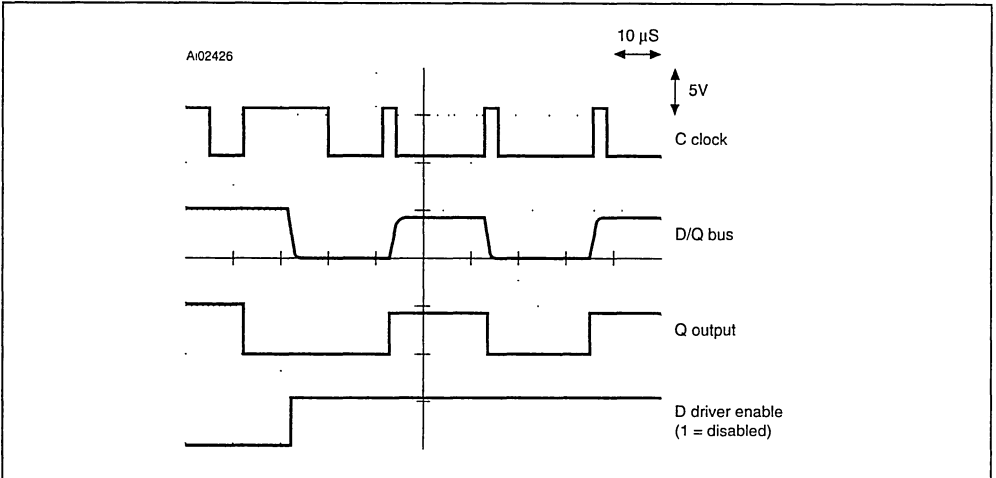 AI02426
10 µS
5V
C clock
D/Q bus
Q output
D driver enable
(1 = disabled)